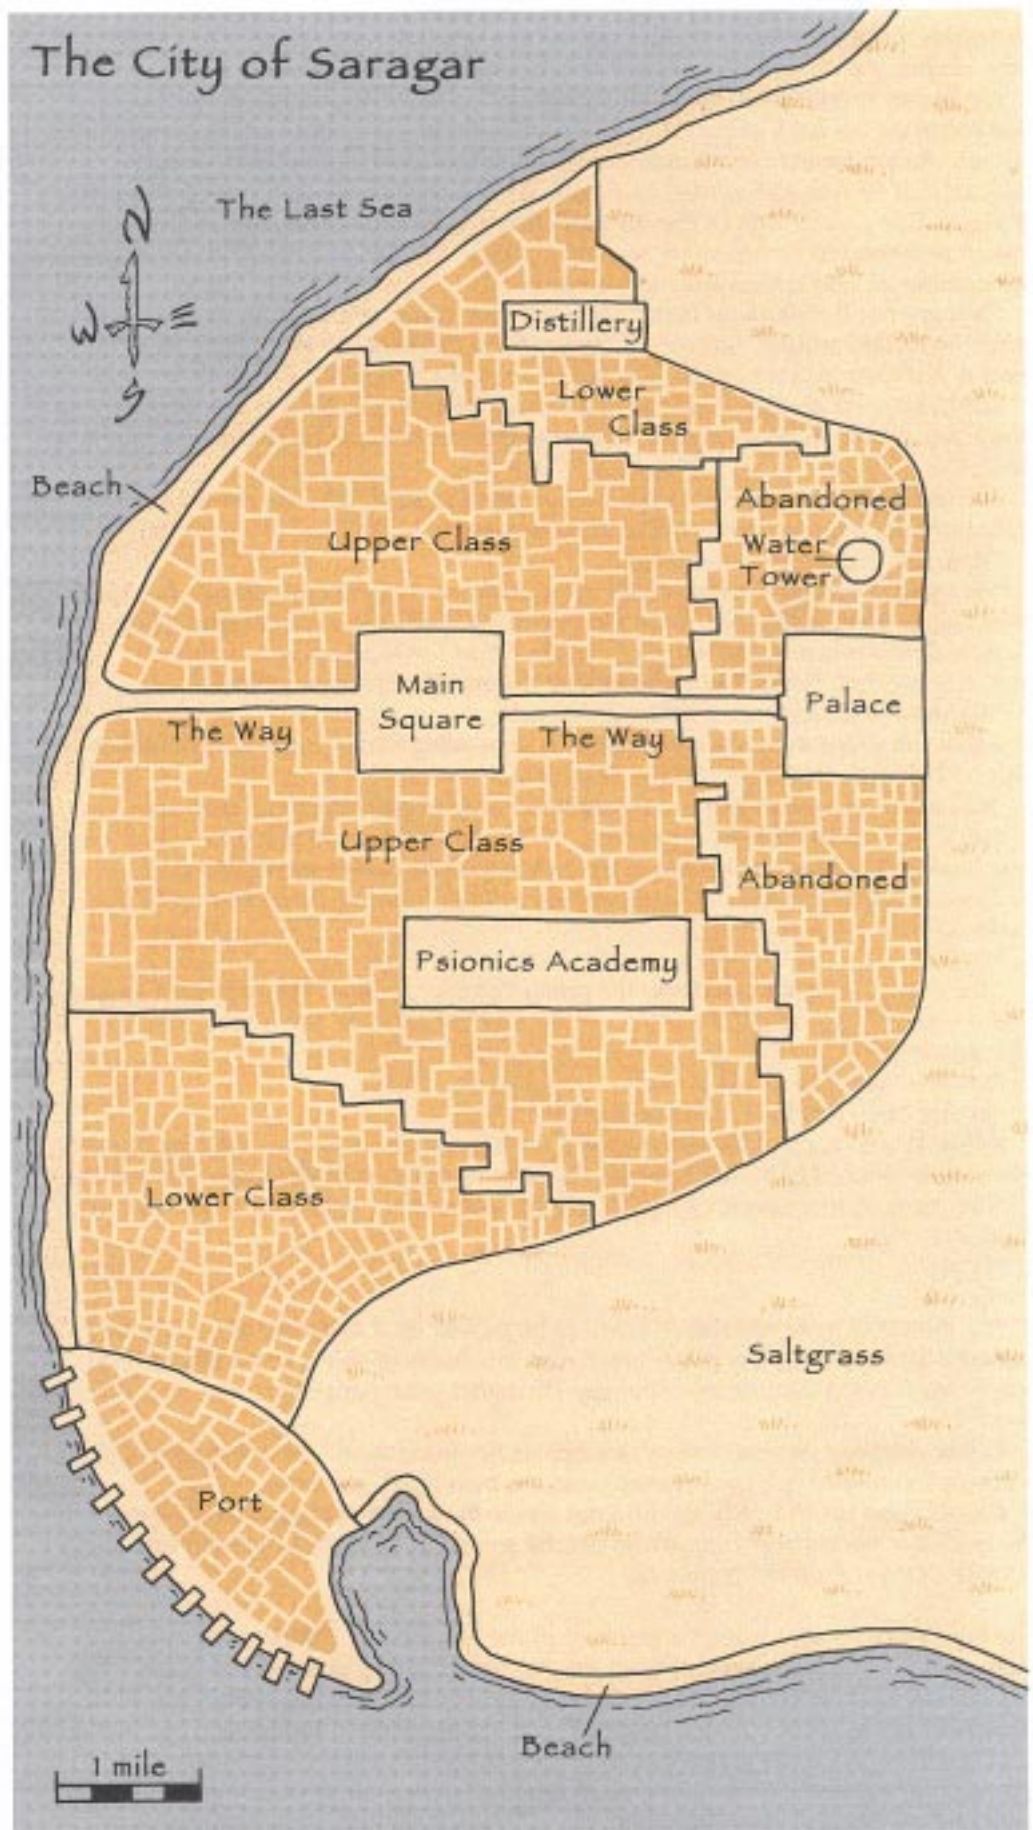 The City of Saragar
The Last Sea
N
W
E
S
Distillery
Lower
Class
Beach
Abandoned
Upper Class
Water
Tower
Main
Square
Palace
The Way
The Way
Upper Class
Abandoned
Psionics Academy
Lower Class
Saltgrass
Port
Beach
1 mile